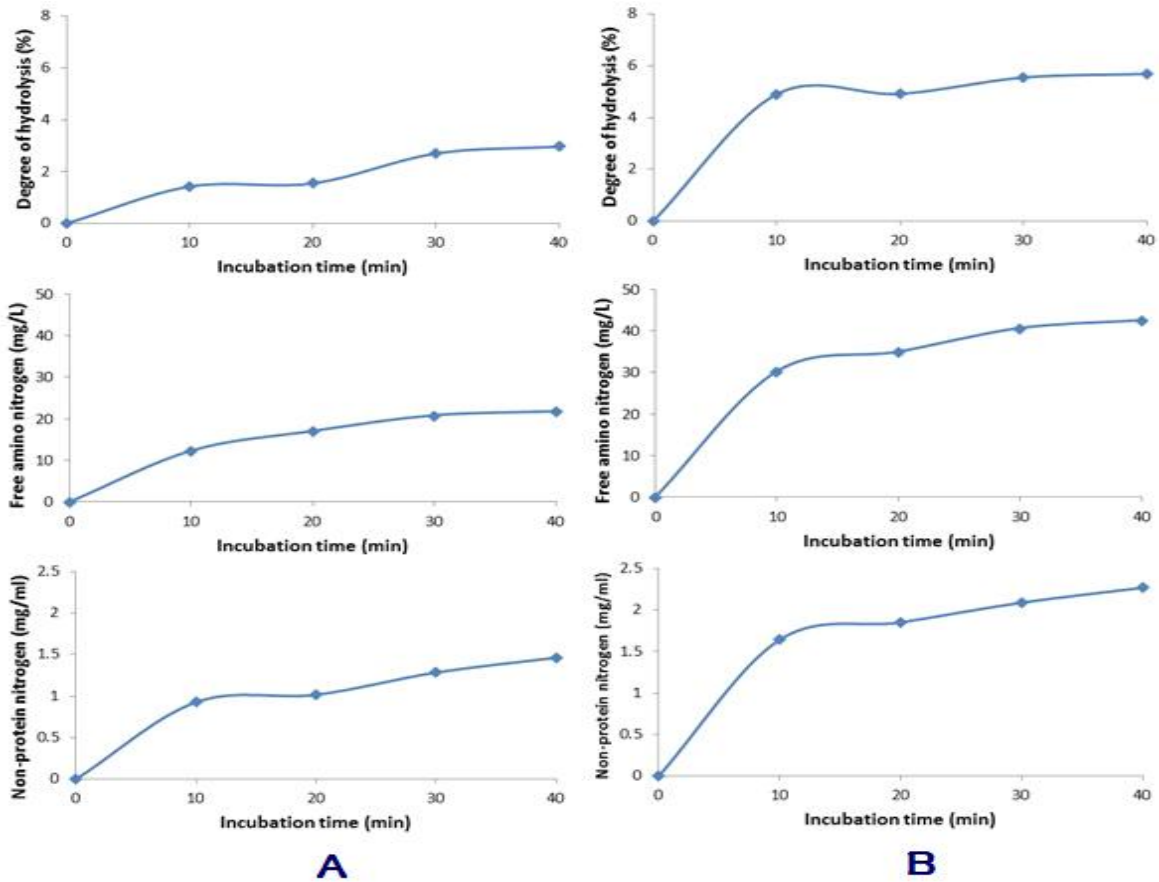 Degree of hydrolysis (%)
8
6
4
2
0
0 10 20 30 40
Incubation time (min)
Degree of hydrolysis (%)
8
6
4
2
0
0 10 20 30 40
Incubation time (min)
Free amino nitrogen (mg/L)
50
40
30
20
10
0
0 10 20 30 40
Incubation time (min)
Free amino nitrogen (mg/L)
50
40
30
20
10
0
0 10 20 30 40
Incubation time (min)
Non-protein nitrogen (mg/ml)
2.5
2
1.5
1
0.5
0
0 10 20 30 40
Incubation time (min)
Non-protein nitrogen (mg/ml)
2.5
2
1.5
1
0.5
0
0 10 20 30 40
Incubation time (min)
A
B